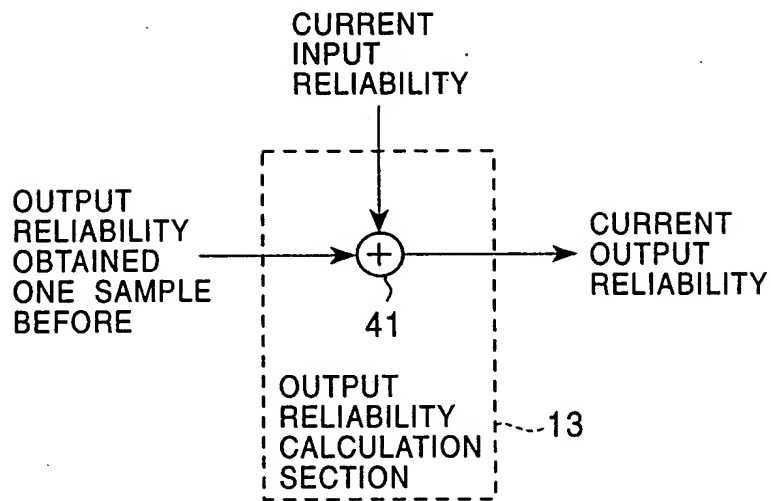 CURRENT
INPUT
RELIABILITY
OUTPUT
RELIABILITY
OBTAINED
ONE SAMPLE
BEFORE
+
41
CURRENT
OUTPUT
RELIABILITY
OUTPUT
RELIABILITY
CALCULATION
SECTION
13